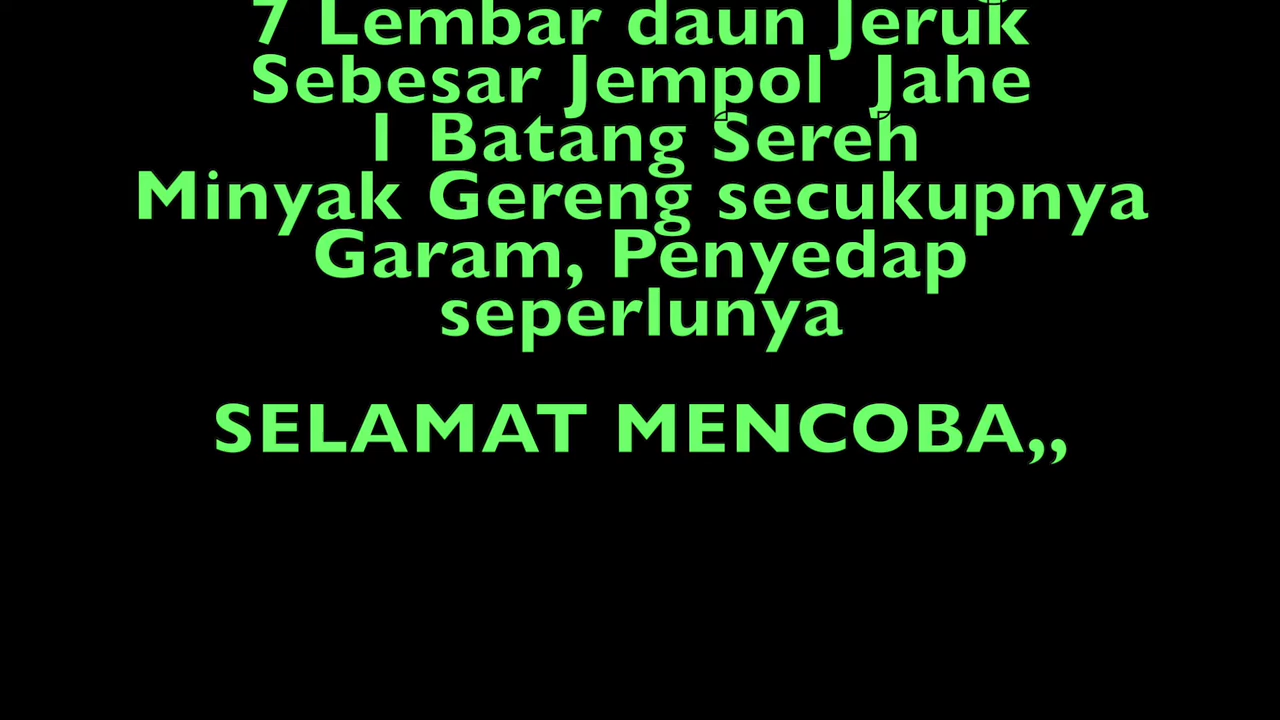 7 Lembar daun Jeruk
Sebesar Jempol Jahe
1 Batang Sereh
Minyak Gereng secukupnya
Garam, Penyedap
seperlunya
SELAMAT MENCOBA,,